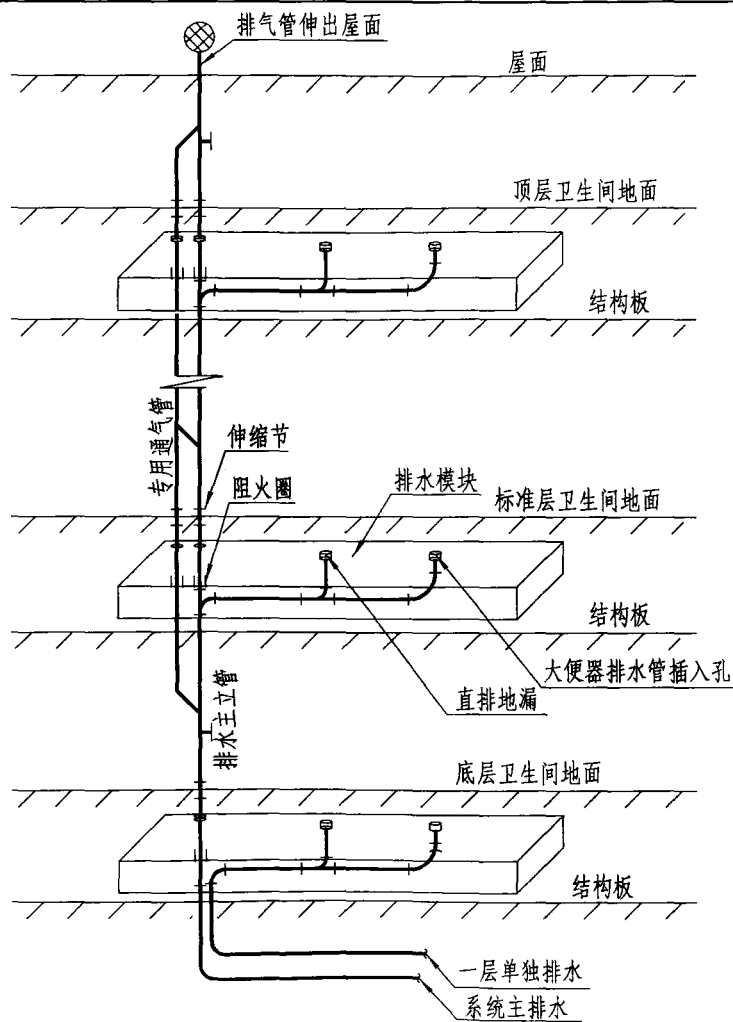 排气管伸出屋面
屋面
顶层卫生间地面
结构板
专用通气管
伸缩节
阻火圈
排水模块
标准层卫生间地面
结构板
大便器排水管插入孔
直排地漏
排水主立管
底层卫生间地面
结构板
一层单独排水
系统主排水